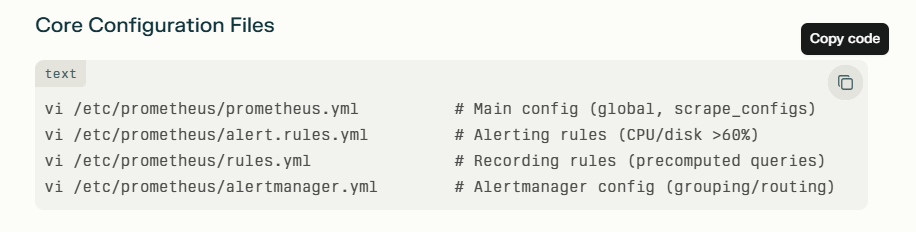 Core Configuration Files
Copy code
text
vi /etc/prometheus/prometheus.yml          # Main config (global, scrape_configs)
vi /etc/prometheus/alert.rules.yml         # Alerting rules (CPU/disk >60%)
vi /etc/prometheus/rules.yml               # Recording rules (precomputed queries)
vi /etc/prometheus/alertmanager.yml        # Alertmanager config (grouping/routing)